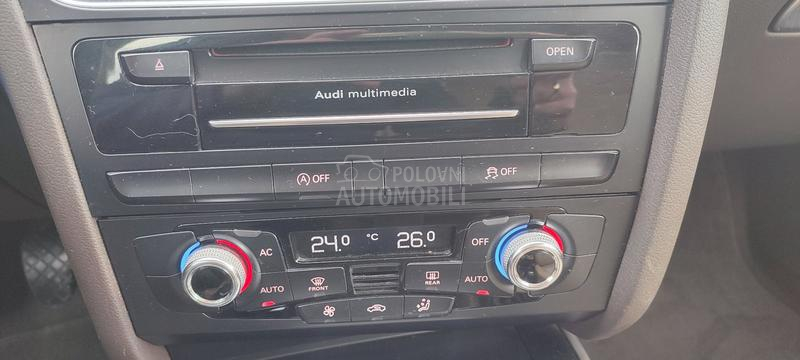 OPEN
Audi multimedia
A OFF
OFF
POLOVNI
AUTOMOBILI
24.0 °C 26.0
AC
OFF
AUTO
FRONT
REAR
AUTO